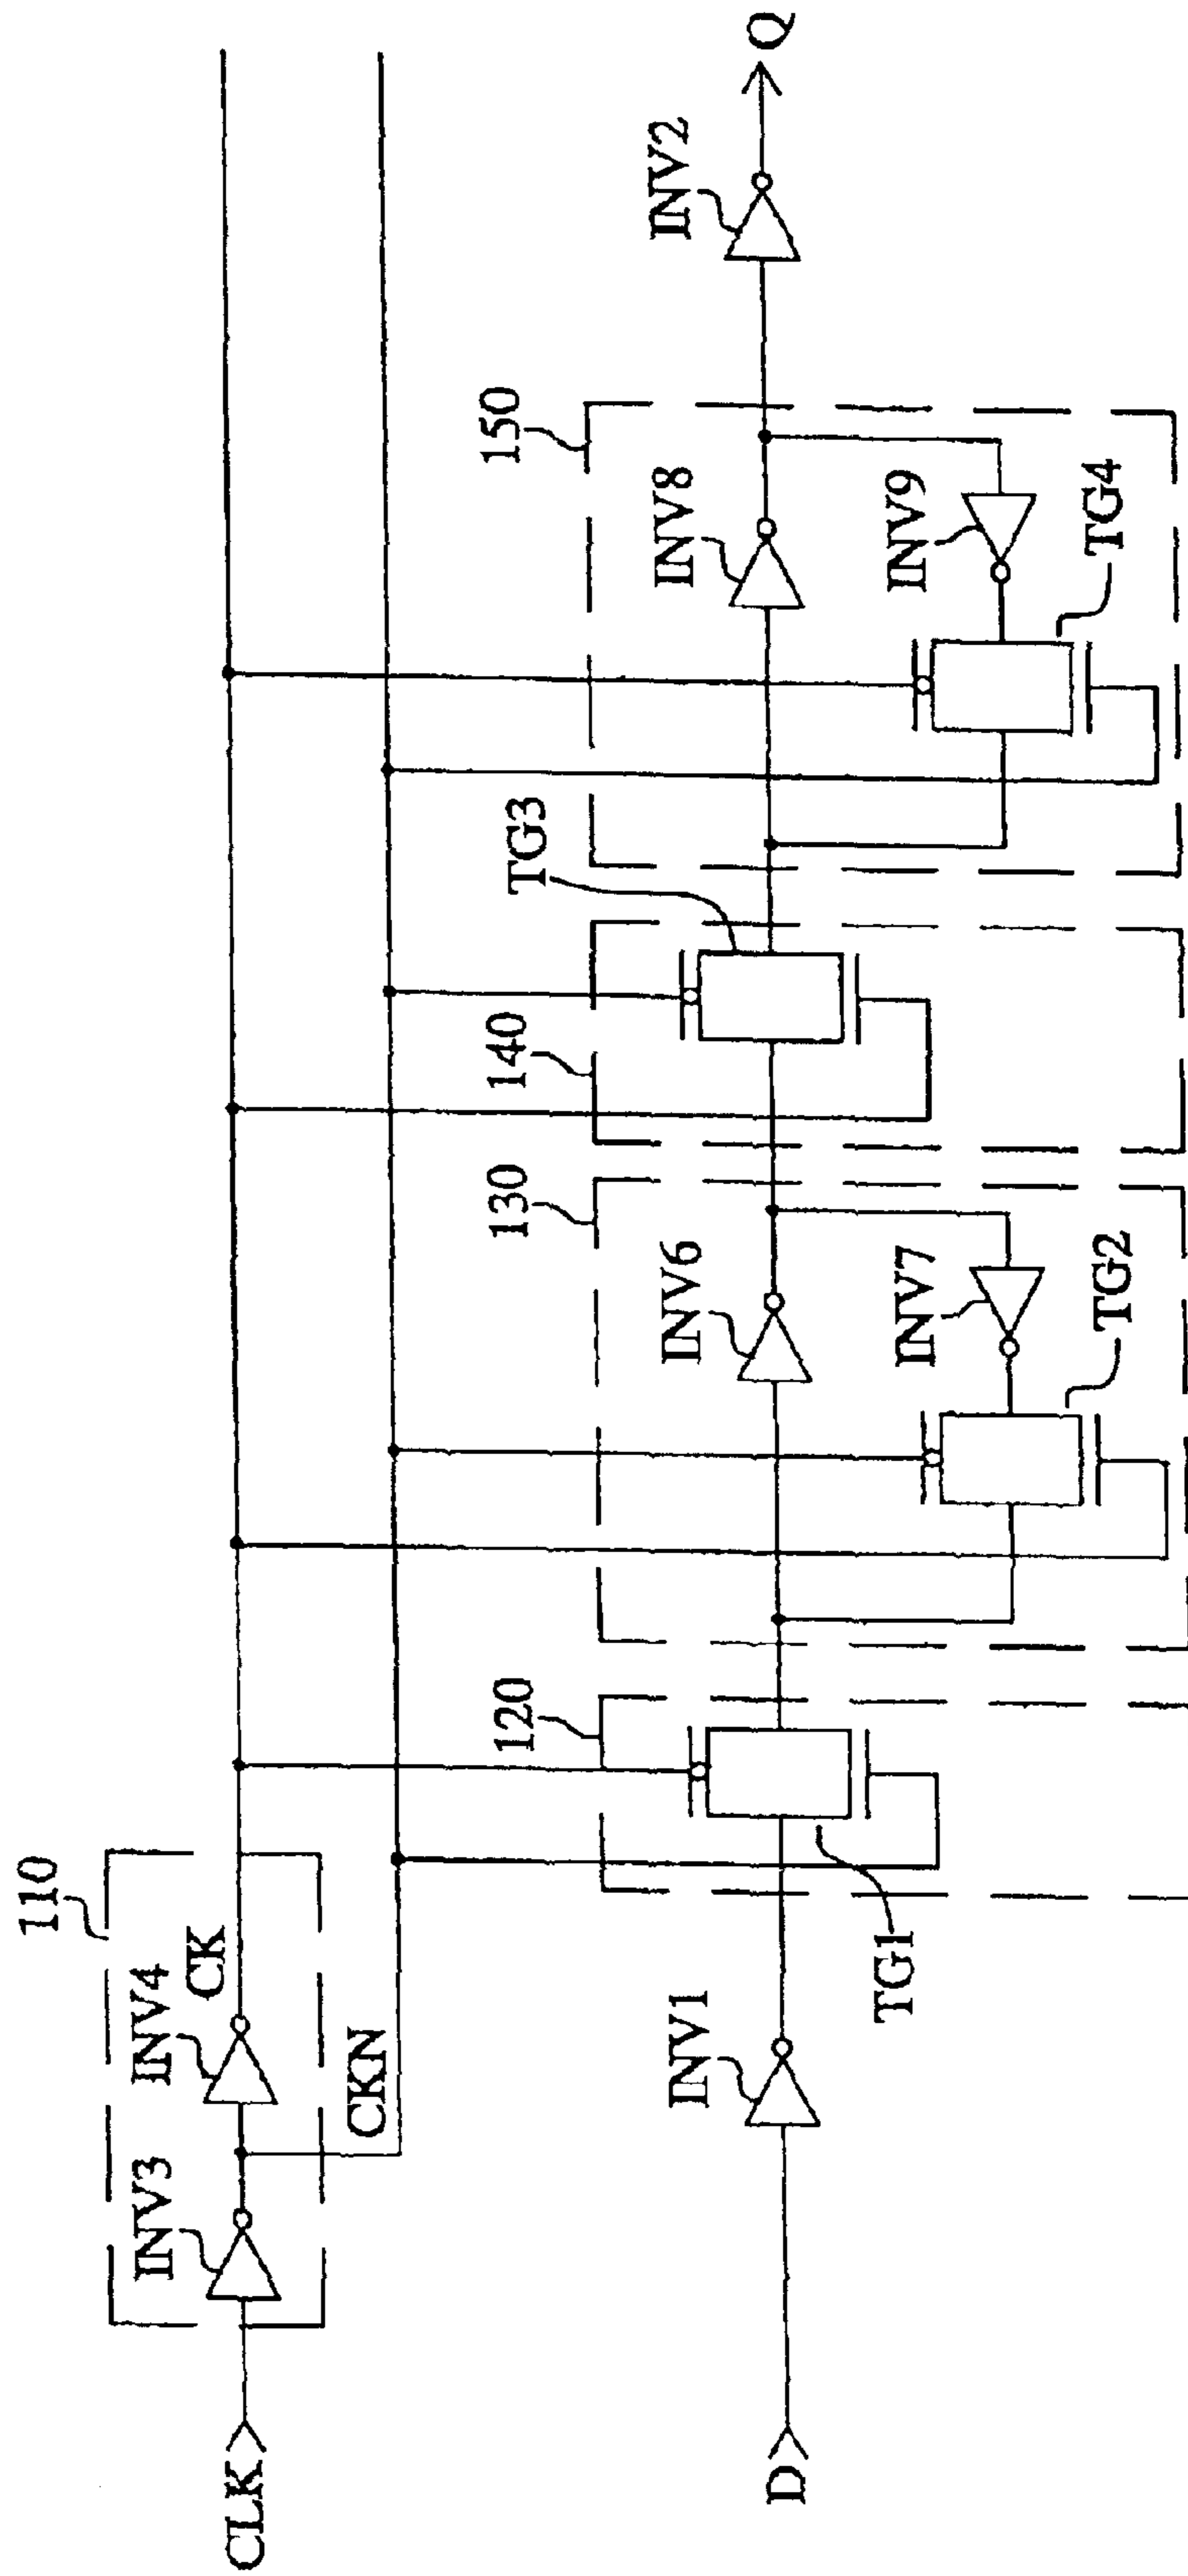 110
CLK
INV3
INV4
CK
CKN
120
130
140
150
D
INV1
TG1
INV6
INV7
TG2
TG3
INV8
INV9
TG4
INV2
Q